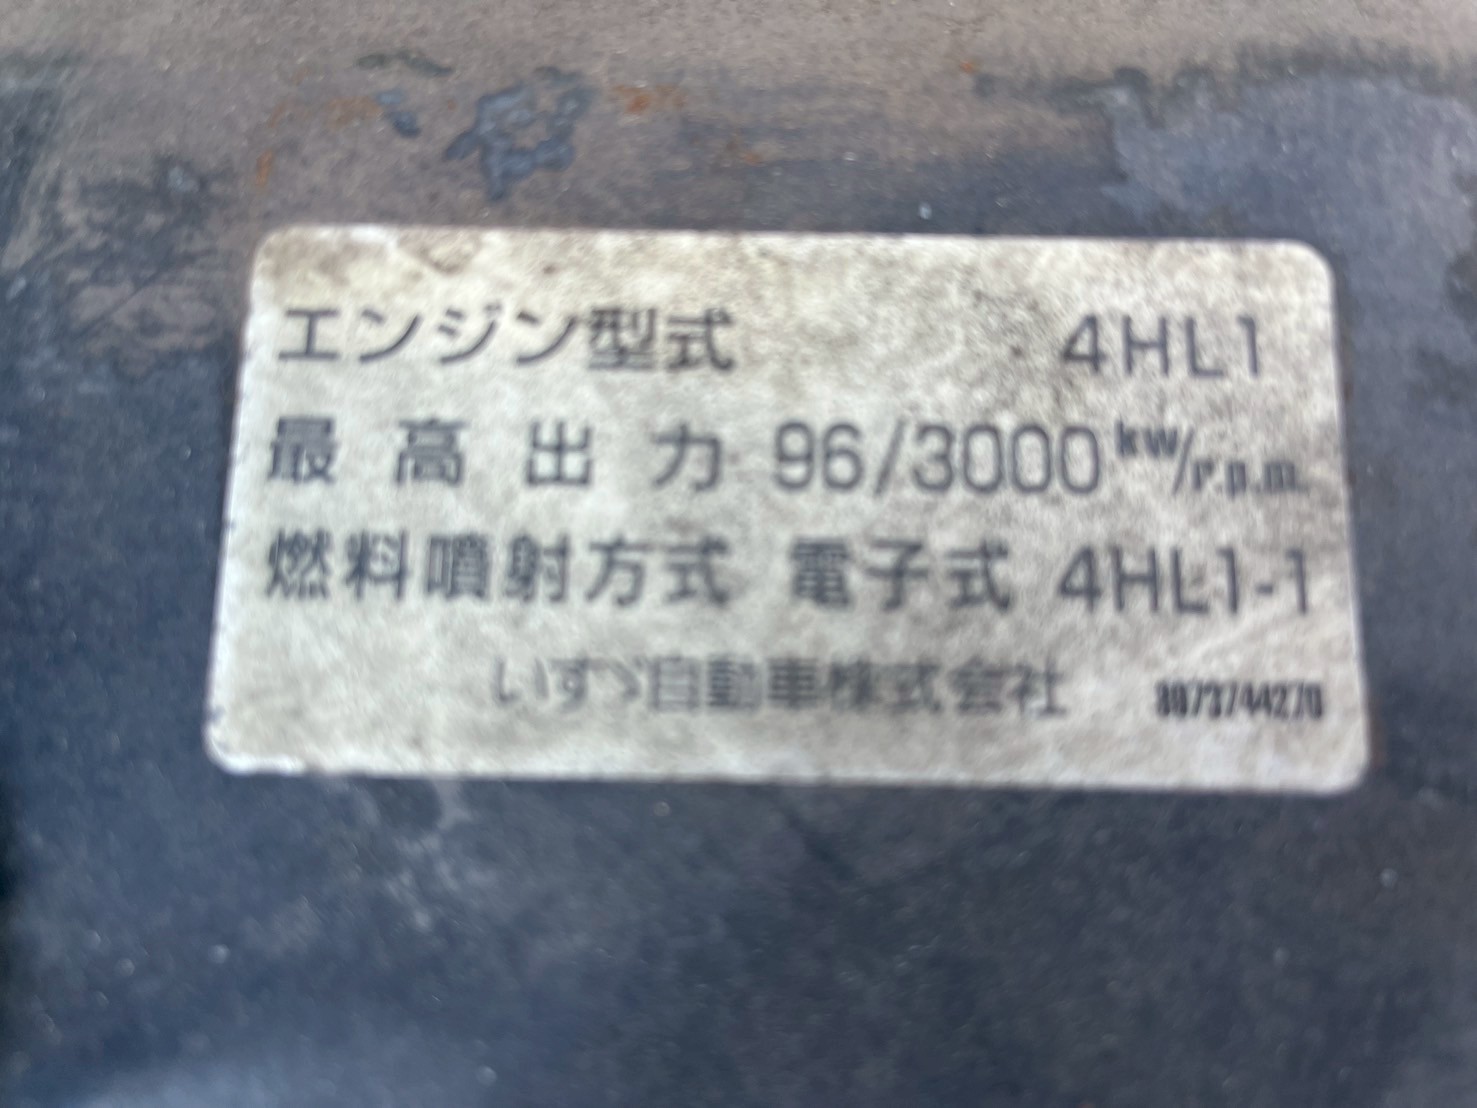 エンジン型式 4HL1
最高出力 96/3000 kw/r.p.m.
燃料噴射方式 電子式 4HL1-1
いすゞ自動車株式会社